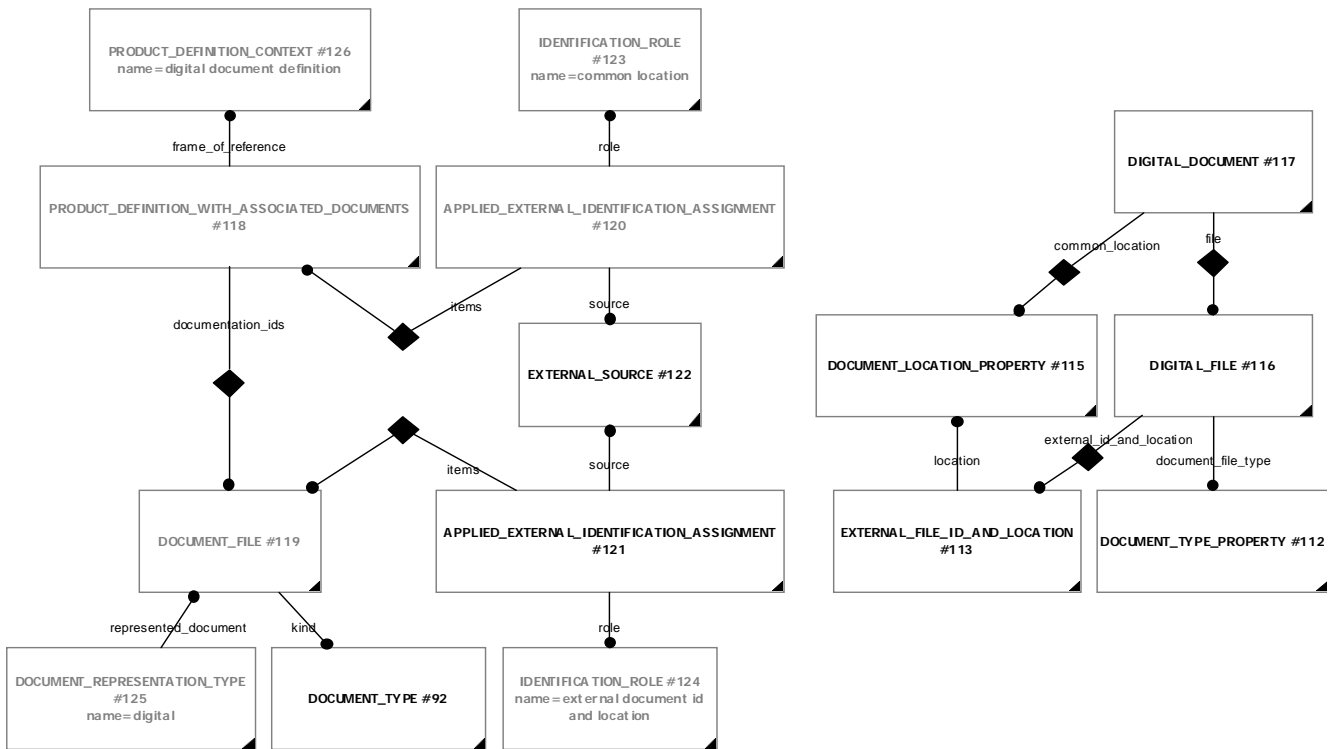 PRODUCT_DEFINITION_CONTEXT #126
name=digital document definition
IDENTIFICATION_ROLE
#123
name=common location
frame_of_reference
role
DIGITAL_DOCUMENT #117
PRODUCT_DEFINITION_WITH_ASSOCIATED_DOCUMENTS
#118
APPLIED_EXTERNAL_IDENTIFICATION_ASSIGNMENT
#120
common_location
file
items
source
documentation_ids
EXTERNAL_SOURCE #122
DOCUMENT_LOCATION_PROPERTY #115
DIGITAL_FILE #116
items
source
external_id_and_location
location
document_file_type
DOCUMENT_FILE #119
APPLIED_EXTERNAL_IDENTIFICATION_ASSIGNMENT
#121
EXTERNAL_FILE_ID_AND_LOCATION
#113
DOCUMENT_TYPE_PROPERTY #112
represented_document
kind
role
DOCUMENT_REPRESENTATION_TYPE
#125
name=digital
DOCUMENT_TYPE #92
IDENTIFICATION_ROLE #124
name=external document id
and location